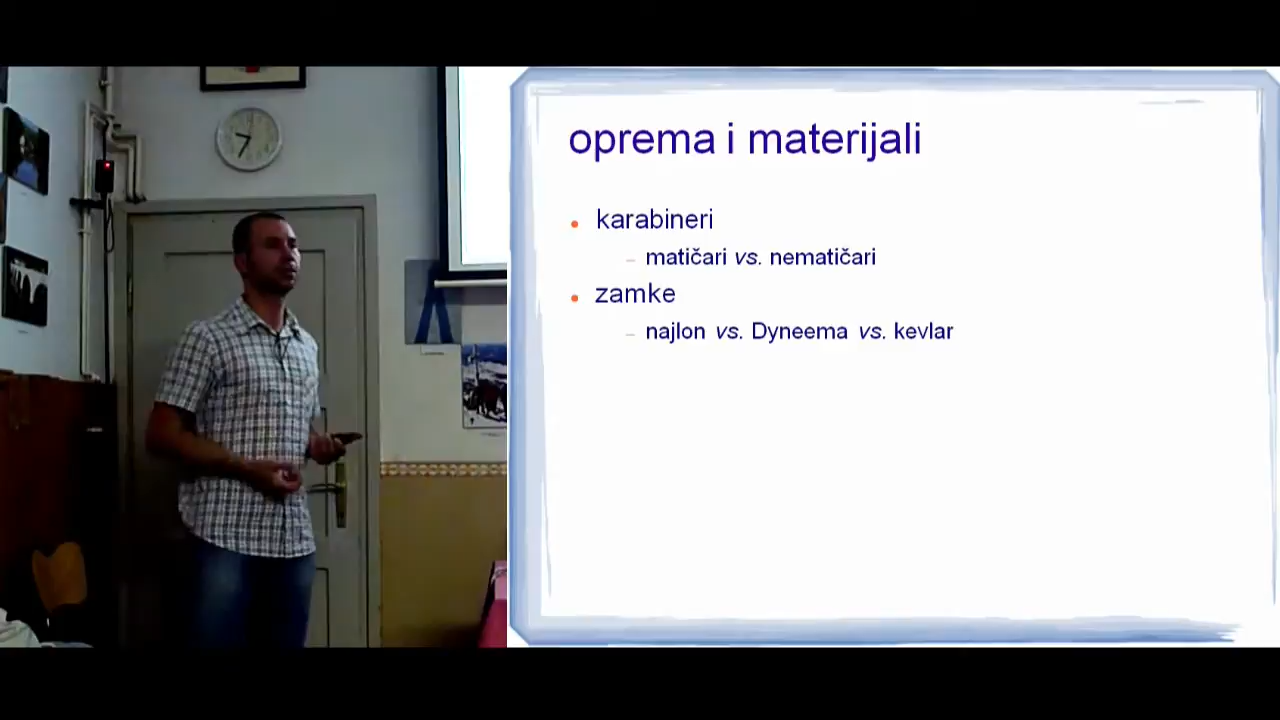 oprema i materijali
karabineri
matičari vs. nematičari
zamke
najlon vs. Dyneema vs. kevlar